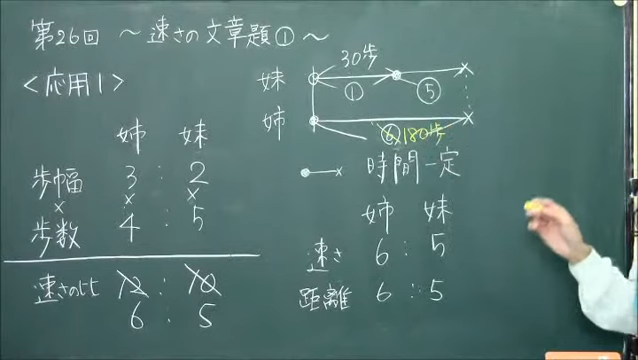 第26回 〜速さの文章題①〜
<応用1>
姉 妹
歩幅 3 : 2
× × ×
歩数 4 : 5
速さの比 12 : 10
6 : 5
30歩
妹 ① ⑤
姉 ⑥ 180歩
時間一定
姉 妹
速さ 6 : 5
距離 6 : 5